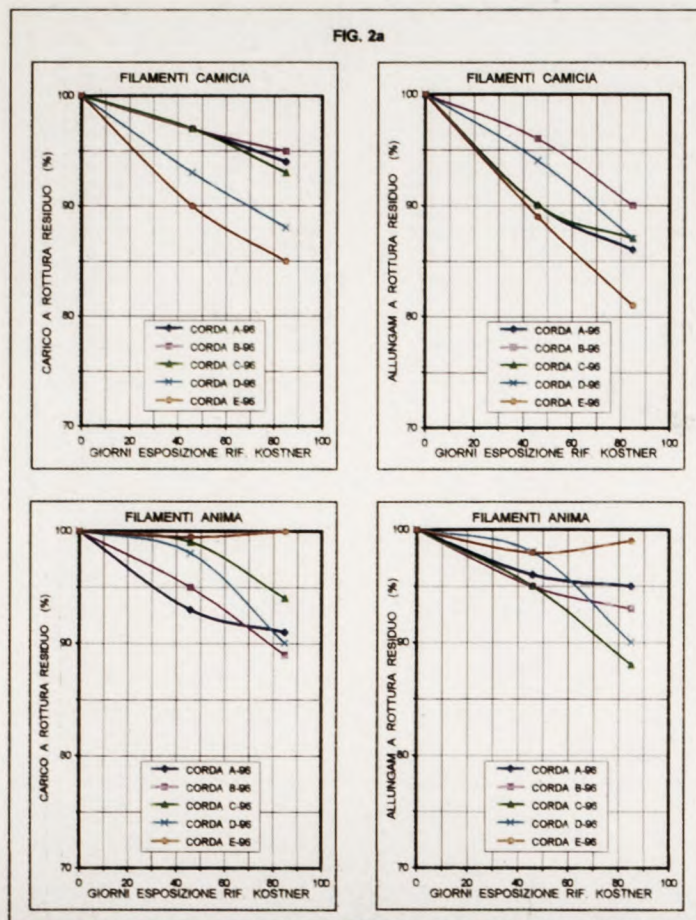 FIG. 2a
FILAMENTI CAMICIA
CARICO A ROTTURA RESIDUO (%)
100
90
80
70
CORDA A-96
CORDA B-96
CORDA C-96
CORDA D-96
CORDA E-96
0 20 40 60 80 100
GIORNI ESPOSIZIONE RIF. KOSTNER
FILAMENTI CAMICIA
ALLUNGAM A ROTTURA RESIDUO (%)
100
90
80
70
CORDA A-96
CORDA B-96
CORDA C-96
CORDA D-96
CORDA E-96
0 20 40 60 80 100
GIORNI ESPOSIZIONE RIF. KOSTNER
FILAMENTI ANIMA
CARICO A ROTTURA RESIDUO (%)
100
90
80
70
CORDA A-96
CORDA B-96
CORDA C-96
CORDA D-96
CORDA E-96
0 20 40 60 80 100
GIORNI ESPOSIZIONE RIF. KOSTNER
FILAMENTI ANIMA
ALLUNGAM A ROTTURA RESIDUO (%)
100
90
80
70
CORDA A-96
CORDA B-96
CORDA C-96
CORDA D-96
CORDA E-96
0 20 40 60 80 100
GIORNI ESPOSIZIONE RIF. KOSTNER